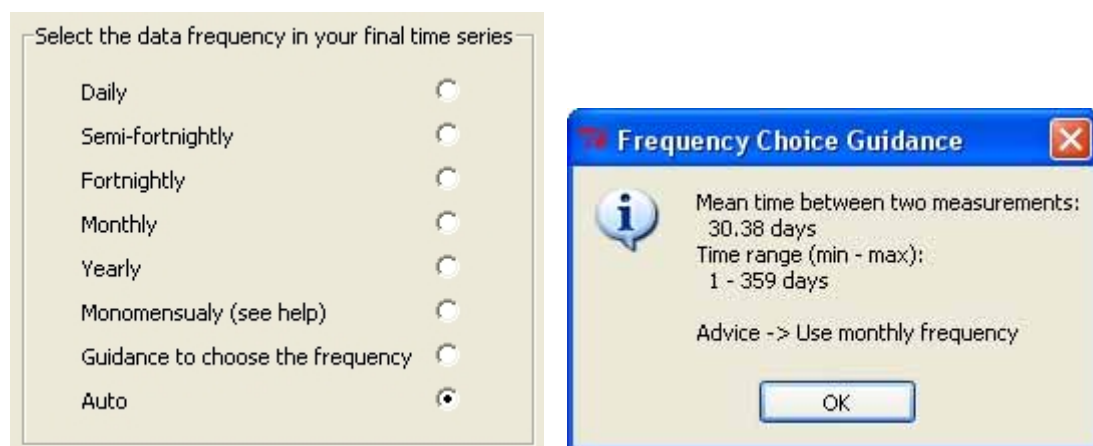 Select the data frequency in your final time series
Daily
Semi-fortnightly
Fortnightly
Monthly
Yearly
Monomensualy (see help)
Guidance to choose the frequency
Auto
Frequency Choice Guidance
Mean time between two measurements:
30.38 days
Time range (min - max):
1 - 359 days
Advice -> Use monthly frequency
OK